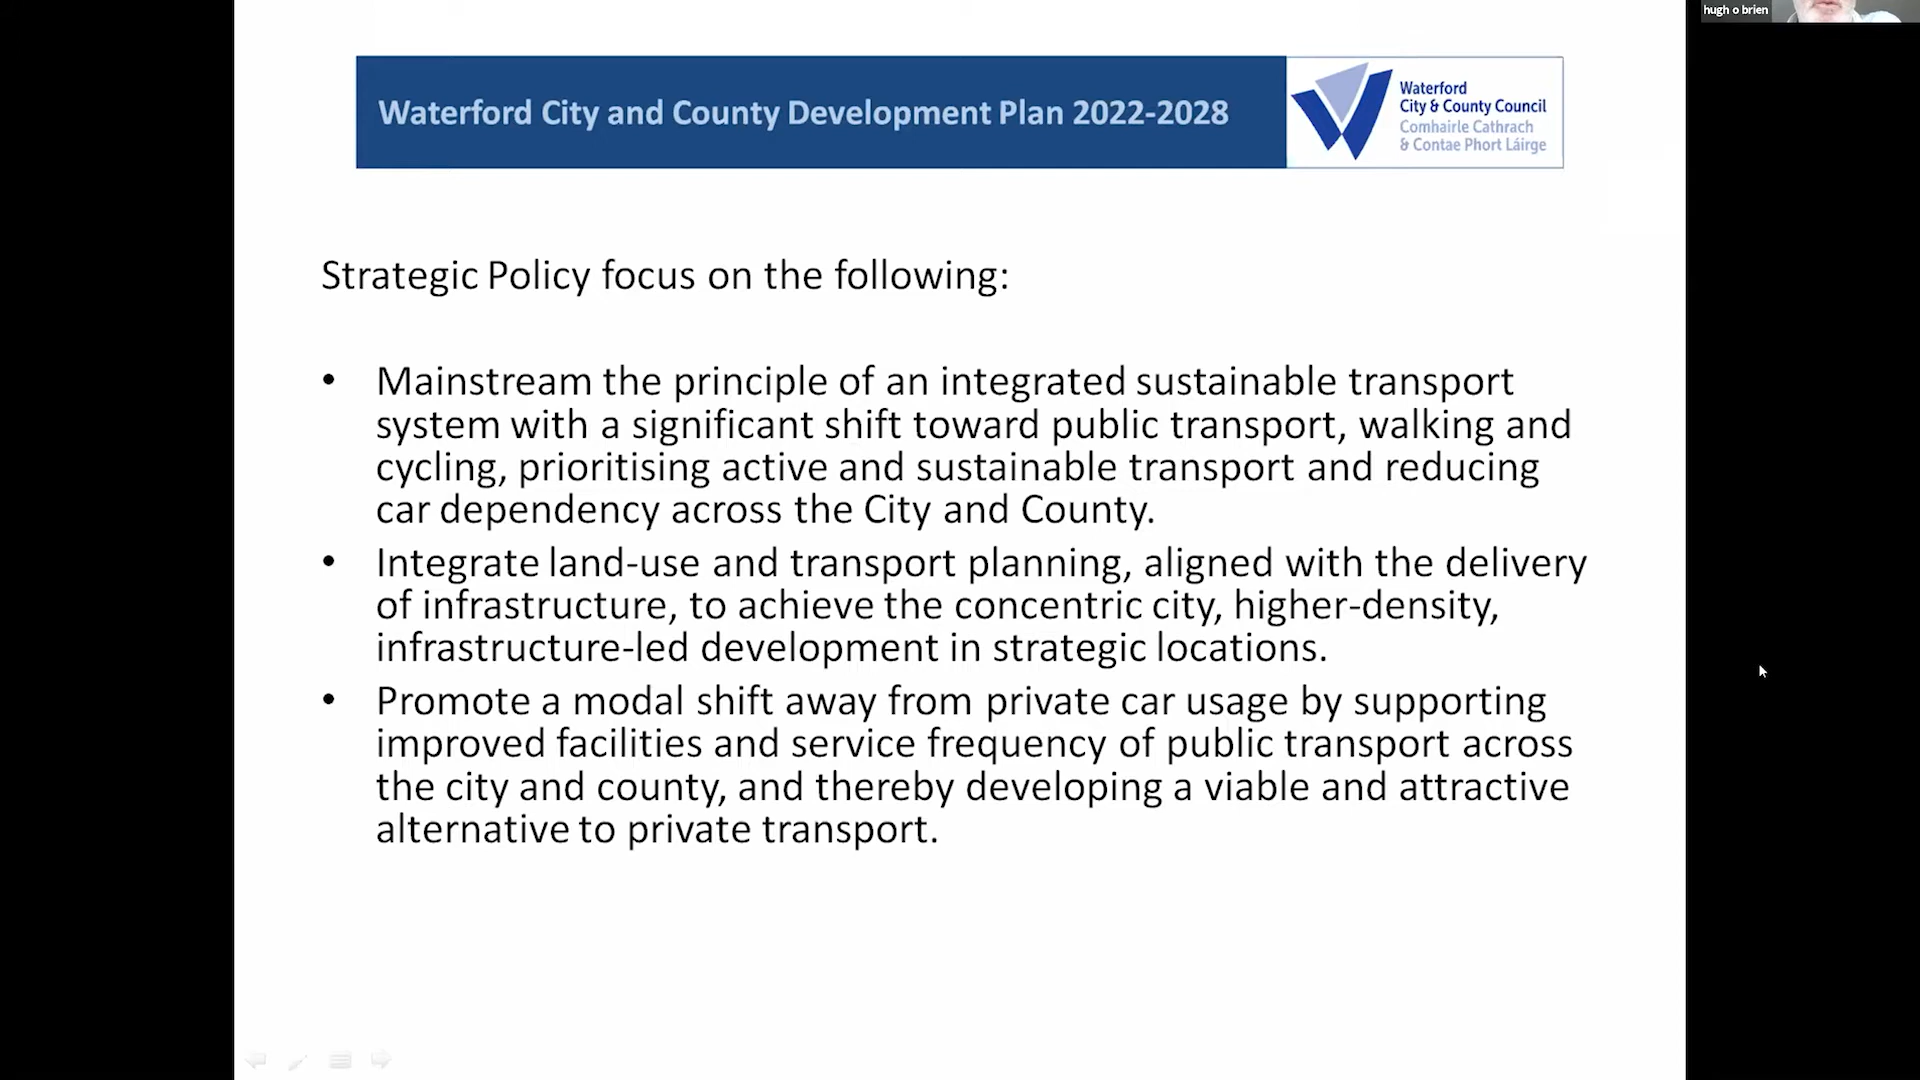 hugh o brien
Waterford City and County Development Plan 2022-2028
Waterford
City & County Council
Comhairle Cathrach
& Contae Phort Láirge
Strategic Policy focus on the following:
• Mainstream the principle of an integrated sustainable transport
system with a significant shift toward public transport, walking and
cycling, prioritising active and sustainable transport and reducing
car dependency across the City and County.
• Integrate land-use and transport planning, aligned with the delivery
of infrastructure, to achieve the concentric city, higher-density,
infrastructure-led development in strategic locations.
• Promote a modal shift away from private car usage by supporting
improved facilities and service frequency of public transport across
the city and county, and thereby developing a viable and attractive
alternative to private transport.